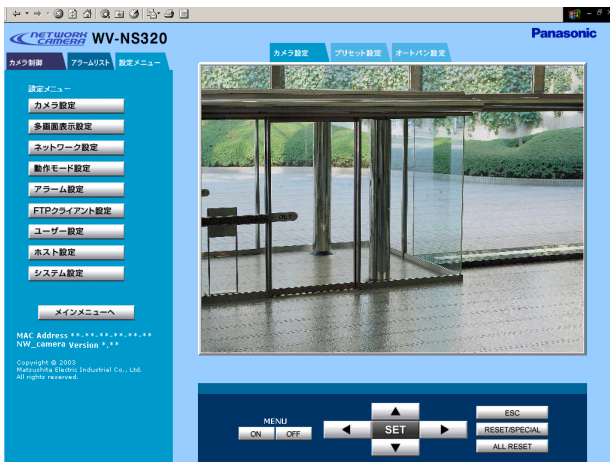 NETWORK CAMERA WV-NS320
Panasonic
カメラ制御 アラームリスト 設定メニュー
カメラ設定 プリセット設定 オートパン設定
設定メニュー
カメラ設定
多画面表示設定
ネットワーク設定
動作モード設定
アラーム設定
FTPクライアント設定
ユーザー設定
ホスト設定
システム設定
メインメニューへ
MAC Address **-**-**-**-**-**
NW_camera Version *.**
Copyright © 2003
Matsushita Electric Industrial Co., Ltd.
All rights reserved.
MENU
ON OFF
SET
ESC
RESET/SPECIAL
ALL RESET